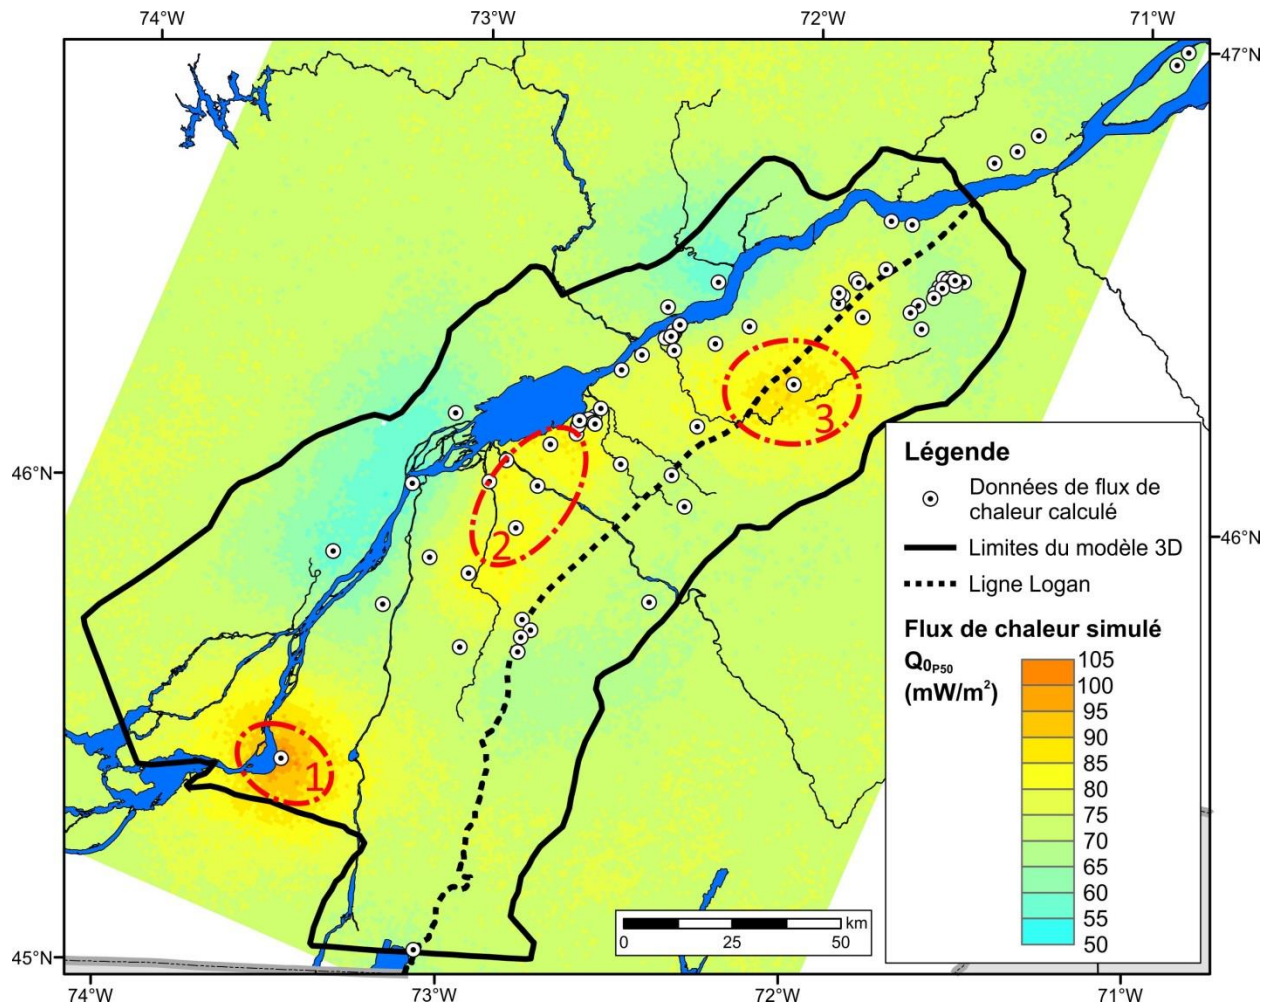 74°W 73°W 72°W 71°W
47°N
46°N
46°N
45°N
74°W 73°W 72°W 71°W
1
2
3
Légende
Données de flux de
chaleur calculé
Limites du modèle 3D
Ligne Logan
Flux de chaleur simulé
Q0P50
(mW/m²)
105
100
95
90
85
80
75
70
65
60
55
50
km
0 25 50